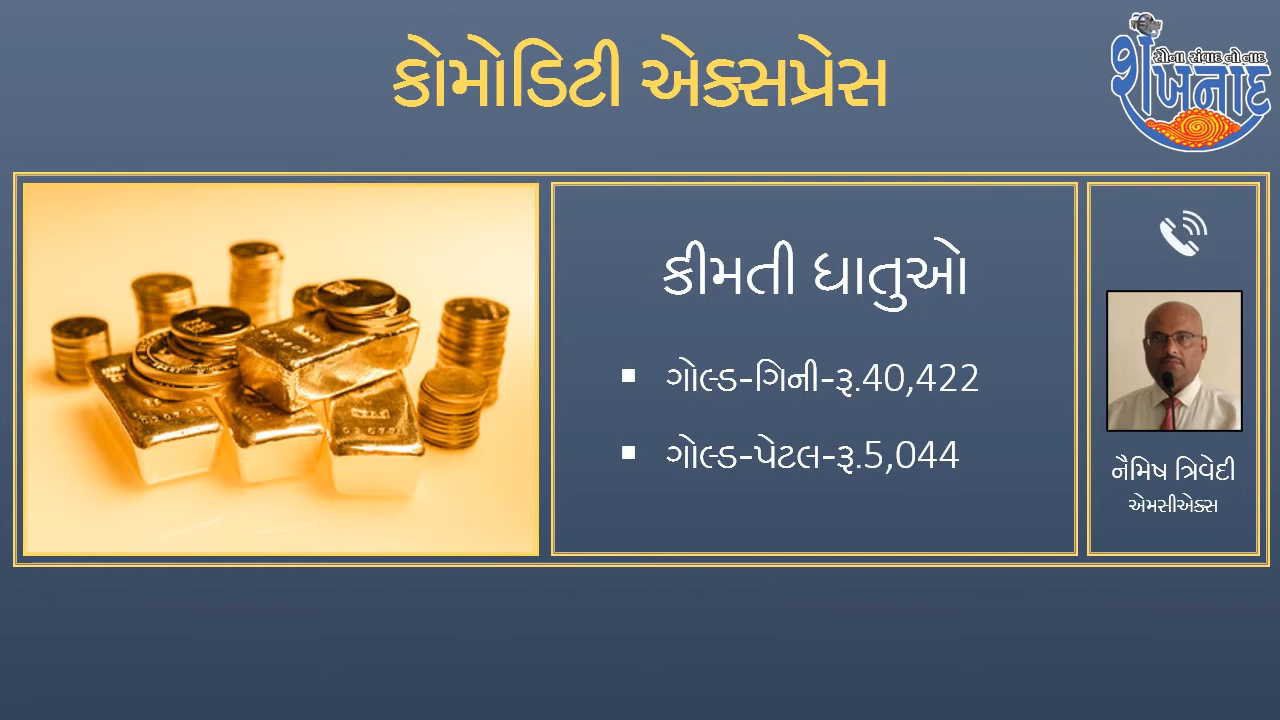 કોમોડિટી એક્સપ્રેસ
સૌના સંવાદ નો નાદ
શંખનાદ
કીમતી ધાતુઓ
▪ ગોલ્ડ-ગિની-રૂ.40,422
▪ ગોલ્ડ-પેટલ-રૂ.5,044
નૈમિષ ત્રિવેદી
એમસીએક્સ